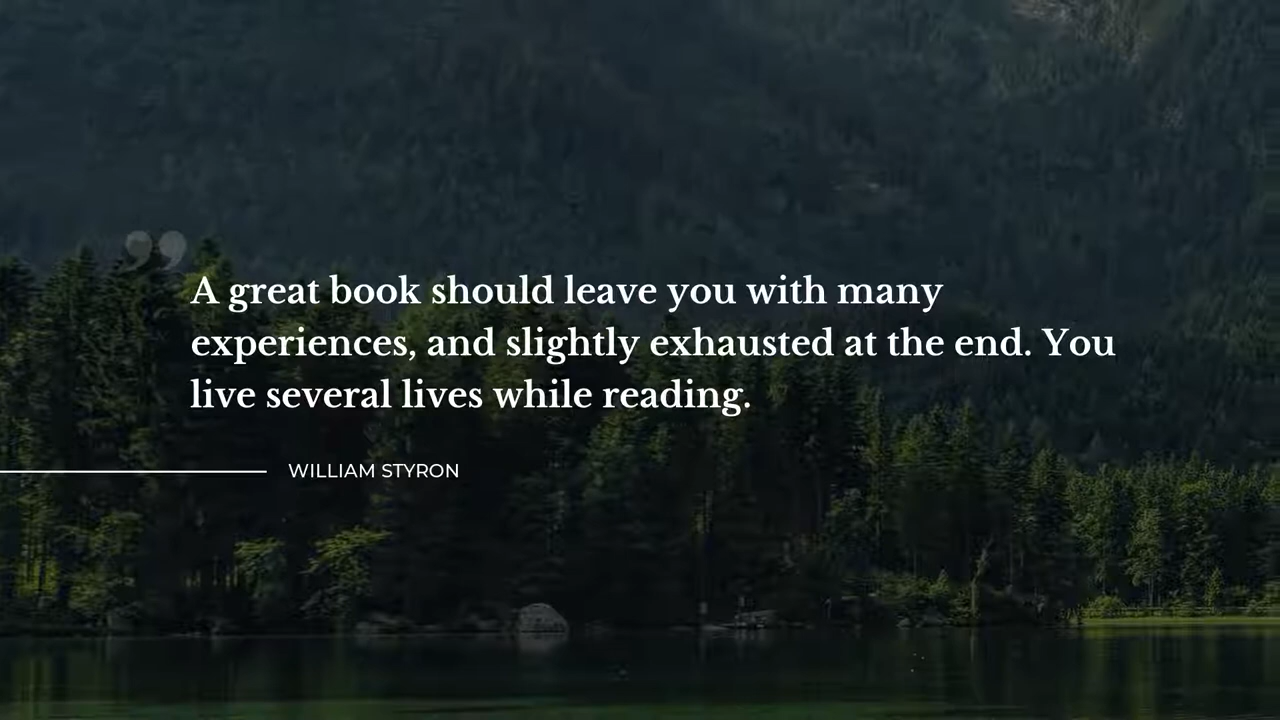 ”
A great book should leave you with many
experiences, and slightly exhausted at the end. You
live several lives while reading.
WILLIAM STYRON